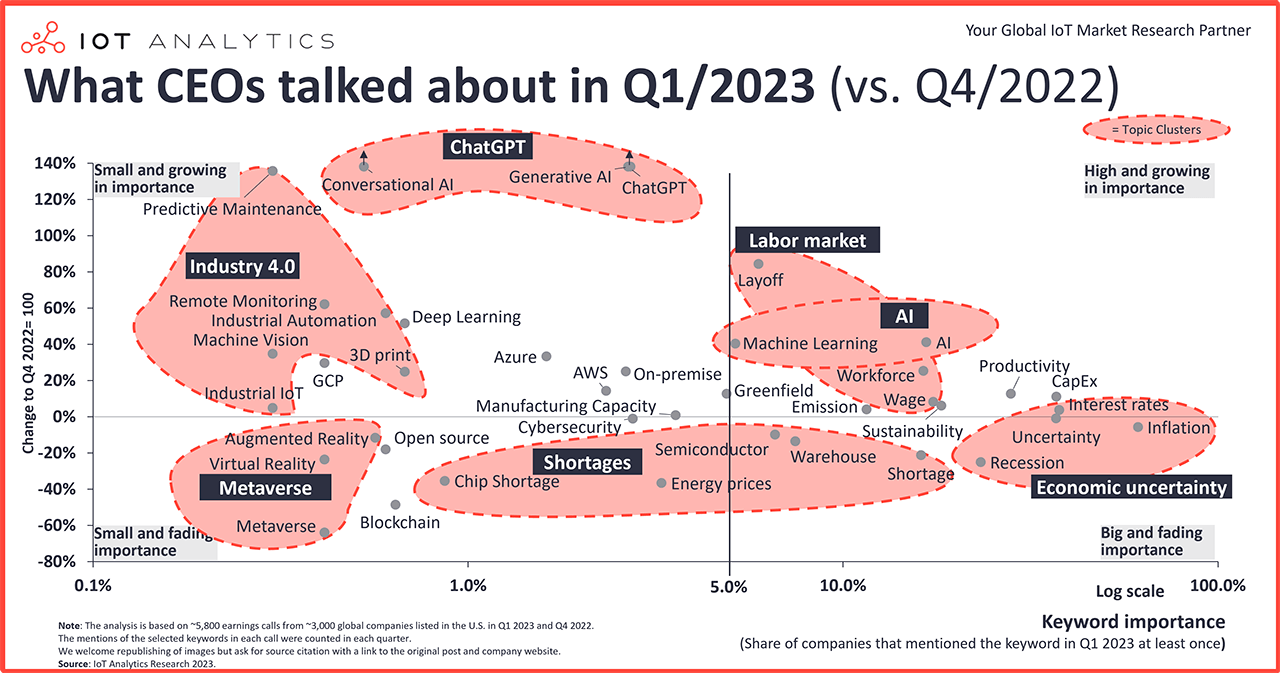 IOT ANALYTICS
Your Global IoT Market Research Partner
What CEOs talked about in Q1/2023 (vs. Q4/2022)
= Topic Clusters
ChatGPT
140%
Small and growing
in importance
High and growing
in importance
Conversational AI
Generative AI
ChatGPT
120%
Predictive Maintenance
100%
Labor market
Industry 4.0
80%
Layoff
60%
Remote Monitoring
Industrial Automation
Deep Learning
AI
Machine Vision
40%
3D print
Azure
Machine Learning
AI
GCP
AWS
On-premise
Workforce
Productivity
20%
Industrial IoT
Manufacturing Capacity
Greenfield
Emission
Wage
CapEx
Interest rates
0%
Cybersecurity
Sustainability
Uncertainty
Inflation
Augmented Reality
Open source
-20%
Virtual Reality
Shortages
Semiconductor
Warehouse
Shortage
Recession
-40%
Metaverse
Chip Shortage
Energy prices
Economic uncertainty
Metaverse
Blockchain
-60%
Small and fading
importance
Big and fading
importance
-80%
Change to Q4 2022= 100
0.1%
1.0%
5.0%
10.0%
Log scale
100.0%
Keyword importance
(Share of companies that mentioned the keyword in Q1 2023 at least once)
Note: The analysis is based on ~5,800 earnings calls from ~3,000 global companies listed in the U.S. in Q1 2023 and Q4 2022.
The mentions of the selected keywords in each call were counted in each quarter.
We welcome republishing of images but ask for source citation with a link to the original post and company website.
Source: IoT Analytics Research 2023.